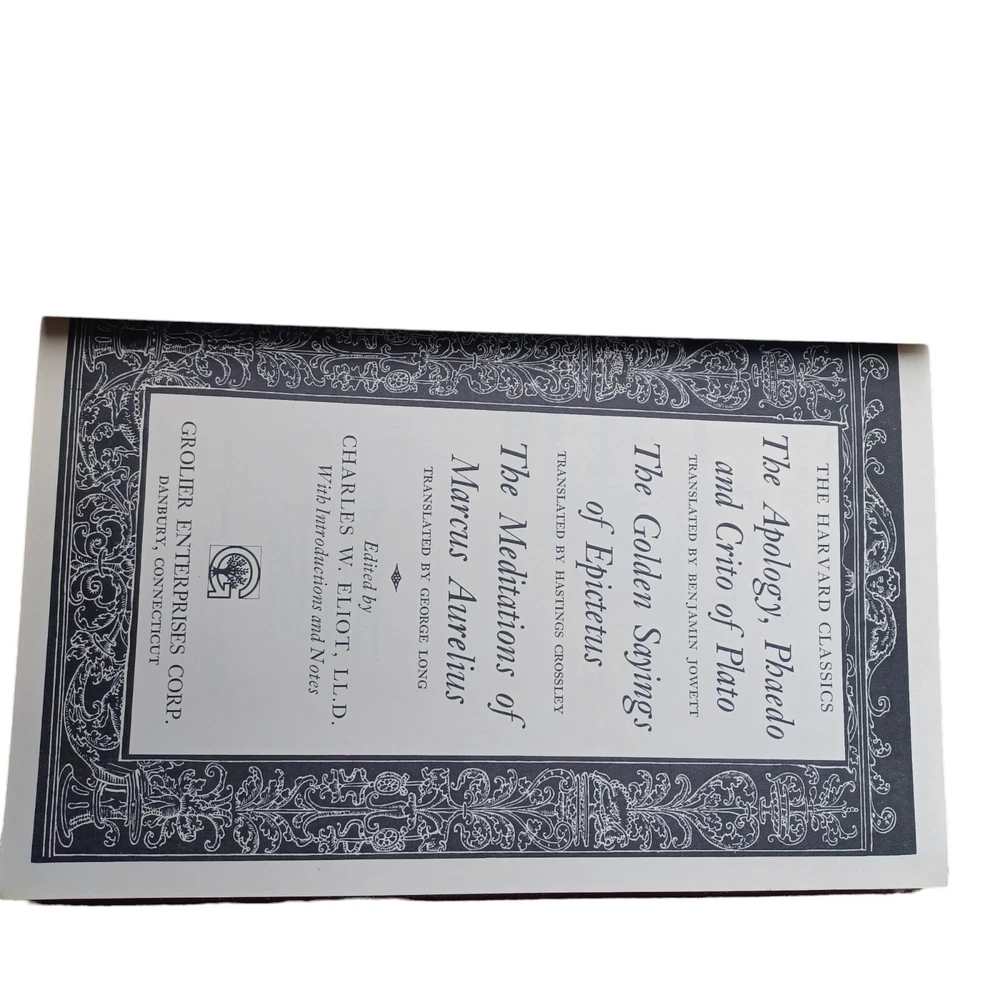 THE HARVARD CLASSICS
The Apology, Phaedo
and Crito of Plato
TRANSLATED BY BENJAMIN JOWETT
The Golden Sayings
of Epictetus
TRANSLATED BY HASTINGS CROSSLEY
The Meditations of
Marcus Aurelius
TRANSLATED BY GEORGE LONG
Edited by
CHARLES W. ELIOT, LL.D.
With Introductions and Notes
G
GROLIER ENTERPRISES CORP.
DANBURY, CONNECTICUT